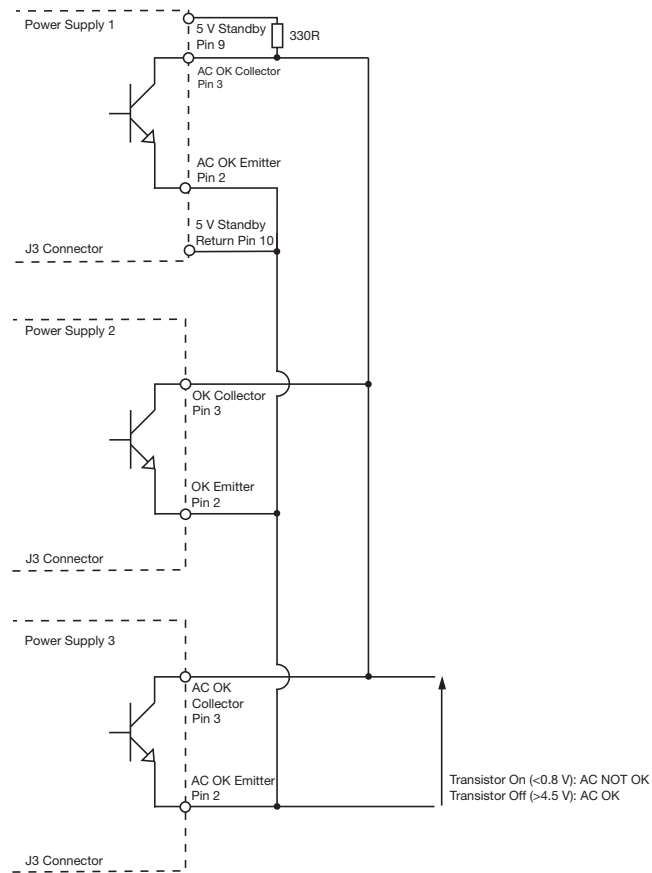 Power Supply 1
5 V Standby
Pin 9
330R
AC OK Collector
Pin 3
AC OK Emitter
Pin 2
5 V Standby
Return Pin 10
J3 Connector
Power Supply 2
OK Collector
Pin 3
OK Emitter
Pin 2
J3 Connector
Power Supply 3
AC OK
Collector
Pin 3
AC OK Emitter
Pin 2
Transistor On (<0.8 V): AC NOT OK
Transistor Off (>4.5 V): AC OK
J3 Connector